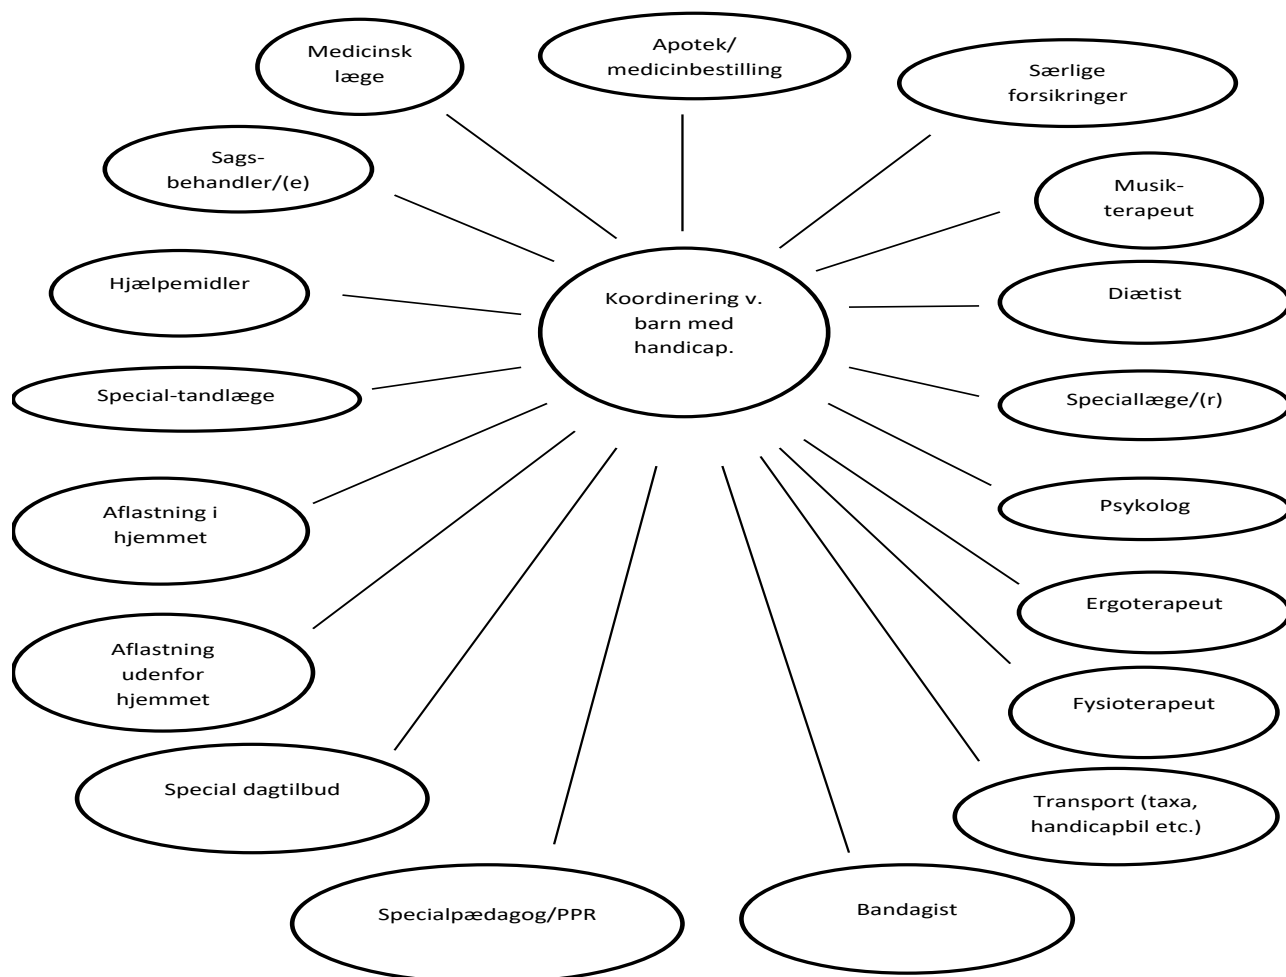 Medicinsk
læge
Apotek/
medicinbestilling
Særlige
forsikringer
Sags-
behandler/(e)
Musik-
terapeut
Hjælpemidler
Koordinering v.
barn med
handicap.
Diætist
Special-tandlæge
Speciallæge/(r)
Aflastning i
hjemmet
Psykolog
Ergoterapeut
Aflastning
udenfor
hjemmet
Fysioterapeut
Special dagtilbud
Transport (taxa,
handicapbil etc.)
Specialpædagog/PPR
Bandagist